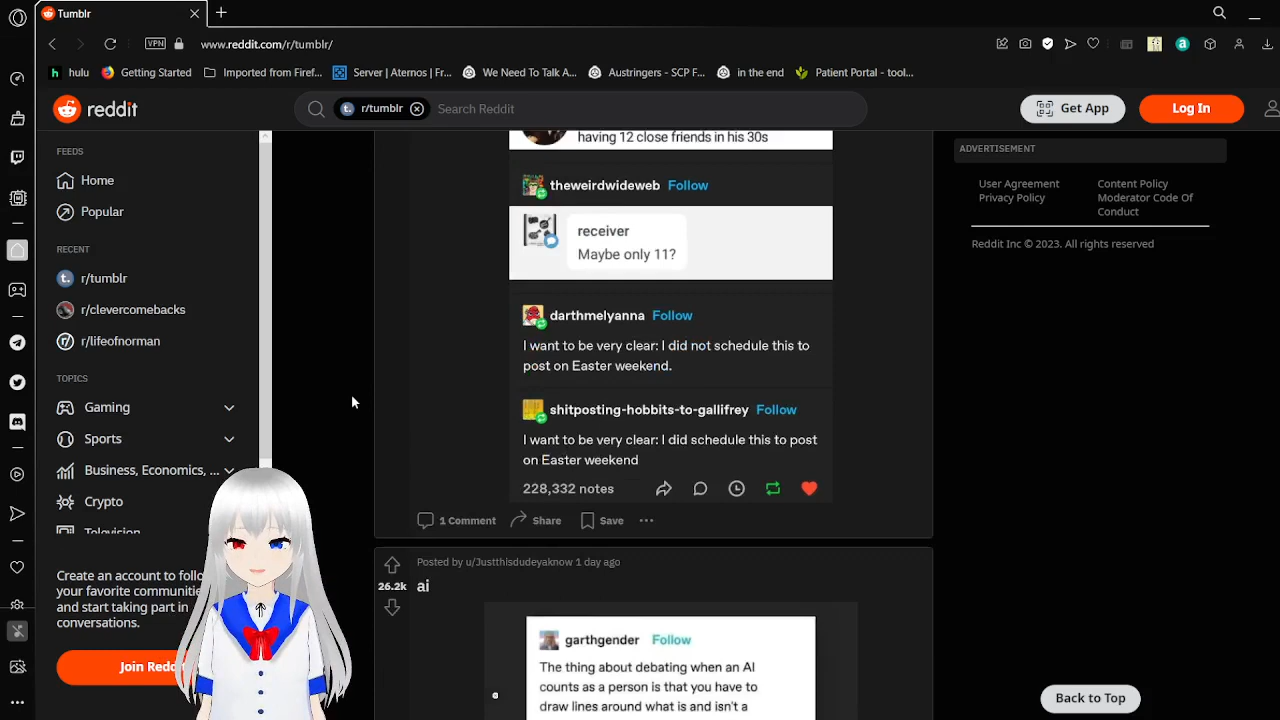 Tumblr
VPN
www.reddit.com/r/tumblr/
hulu
Getting Started
Imported from Firef...
Server | Aternos | Fr...
We Need To Talk A...
Austringers - SCP F...
in the end
Patient Portal - tool...
reddit
r/tumblr
Search Reddit
Get App
Log In
FEEDS
Home
Popular
RECENT
r/tumblr
r/clevercomebacks
r/lifeofnorman
TOPICS
Gaming
Sports
Business, Economics, ...
Crypto
Television
Create an account to follo
your favorite communitie
and start taking part in
conversations.
Join Reddi
having 12 close friends in his 30s
theweirdwideweb Follow
receiver
Maybe only 11?
darthmelyanna Follow
I want to be very clear: I did not schedule this to
post on Easter weekend.
shitposting-hobbits-to-gallifrey Follow
I want to be very clear: I did schedule this to post
on Easter weekend
228,332 notes
1 Comment Share Save
Posted by u/Justthisdudeyaknow 1 day ago
26.2k
ai
garthgender Follow
The thing about debating when an AI
counts as a person is that you have to
draw lines around what is and isn't a
ADVERTISEMENT
User Agreement
Privacy Policy
Content Policy
Moderator Code Of
Conduct
Reddit Inc © 2023. All rights reserved
Back to Top